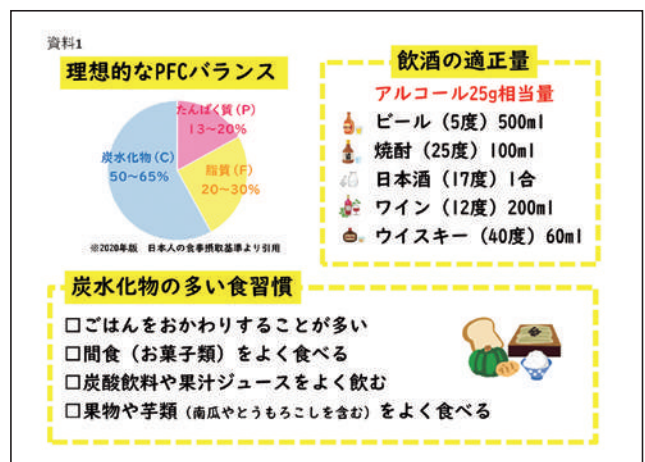 資料1
理想的なPFCバランス
たんぱく質（P）
13～20%
炭水化物（C）
50～65%
脂質（F）
20～30%
※2020年版　日本人の食事摂取基準より引用
飲酒の適正量
アルコール25g相当量
ビール（5度）500ml
焼酎（25度）100ml
日本酒（17度）1合
ワイン（12度）200ml
ウイスキー（40度）60ml
炭水化物の多い食習慣
□ごはんをおかわりすることが多い
□間食（お菓子類）をよく食べる
□炭酸飲料や果汁ジュースをよく飲む
□果物や芋類（南瓜やとうもろこしを含む）をよく食べる